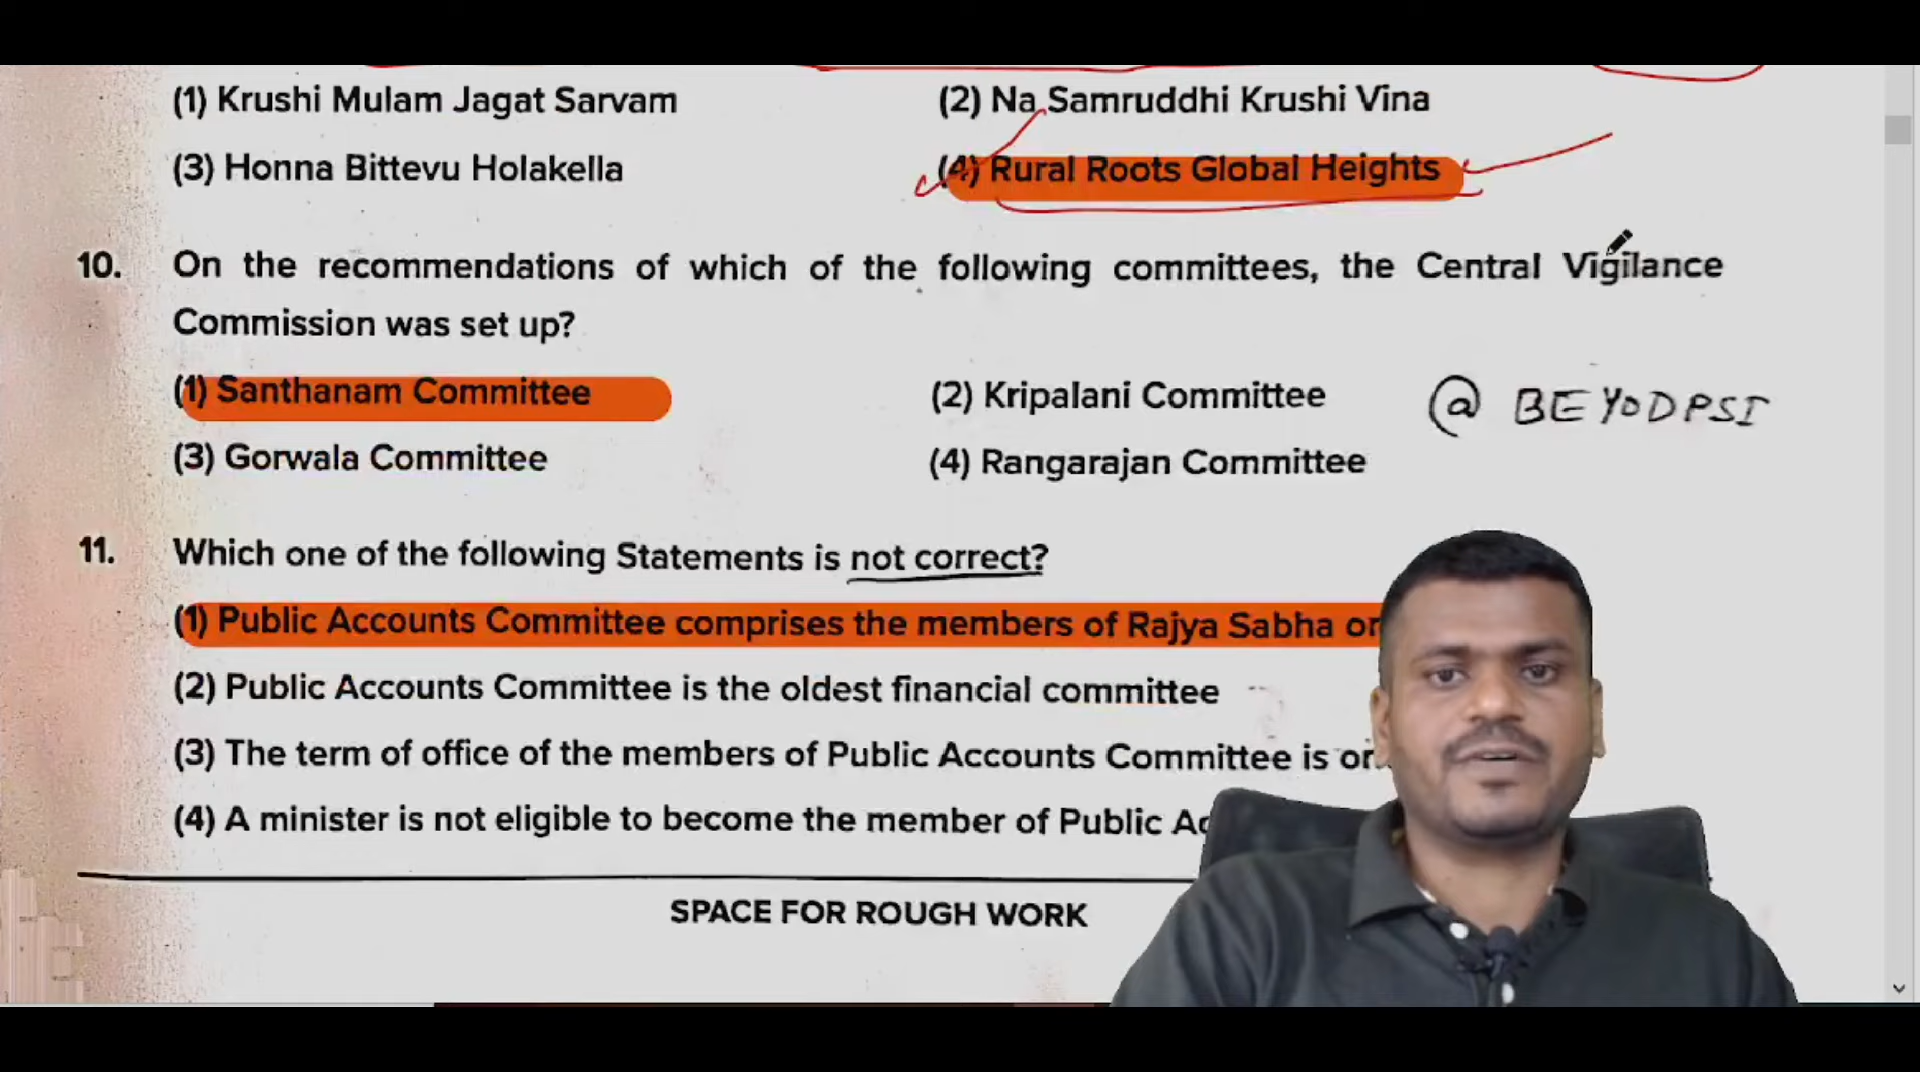 (1) Krushi Mulam Jagat Sarvam (2) Na Samruddhi Krushi Vina
(3) Honna Bittevu Holakella (4) Rural Roots Global Heights
10. On the recommendations of which of the following committees, the Central Vigilance
Commission was set up?
(1) Santhanam Committee (2) Kripalani Committee @ BEYODPSI
(3) Gorwala Committee (4) Rangarajan Committee
11. Which one of the following Statements is not correct?
(1) Public Accounts Committee comprises the members of Rajya Sabha
(2) Public Accounts Committee is the oldest financial committee
(3) The term of office of the members of Public Accounts Committee is
(4) A minister is not eligible to become the member of Public
SPACE FOR ROUGH WORK